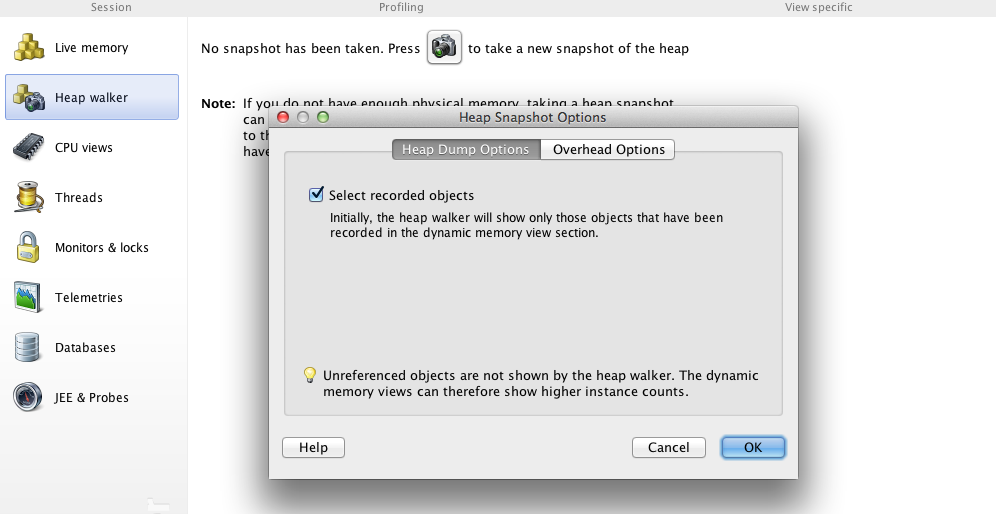 Session
Profiling
View specific
Live memory
Heap walker
CPU views
Threads
Monitors & locks
Telemetries
Databases
JEE & Probes
No snapshot has been taken. Press to take a new snapshot of the heap
Note: If you do not have enough physical memory, taking a heap snapshot
can
to th
have
Heap Snapshot Options
Heap Dump Options
Overhead Options
Select recorded objects
Initially, the heap walker will show only those objects that have been
recorded in the dynamic memory view section.
Unreferenced objects are not shown by the heap walker. The dynamic
memory views can therefore show higher instance counts.
Help
Cancel
OK